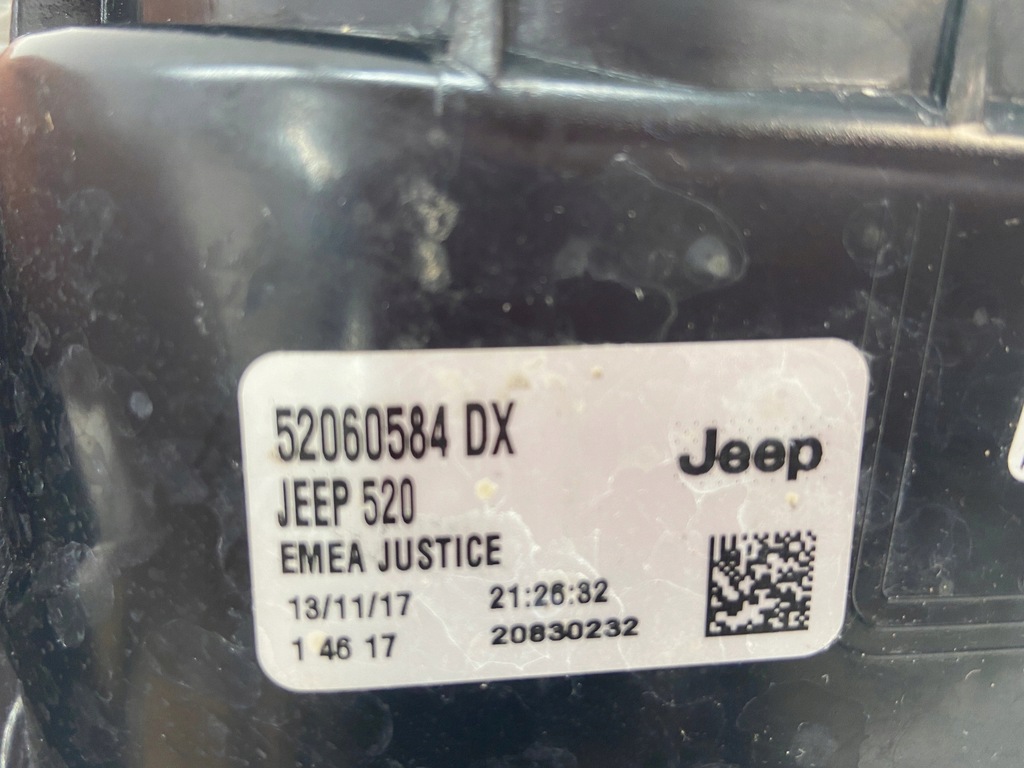 52060584 DX
Jeep
JEEP 520
EMEA JUSTICE
13/11/17 21:26:32
1 46 17 20830232